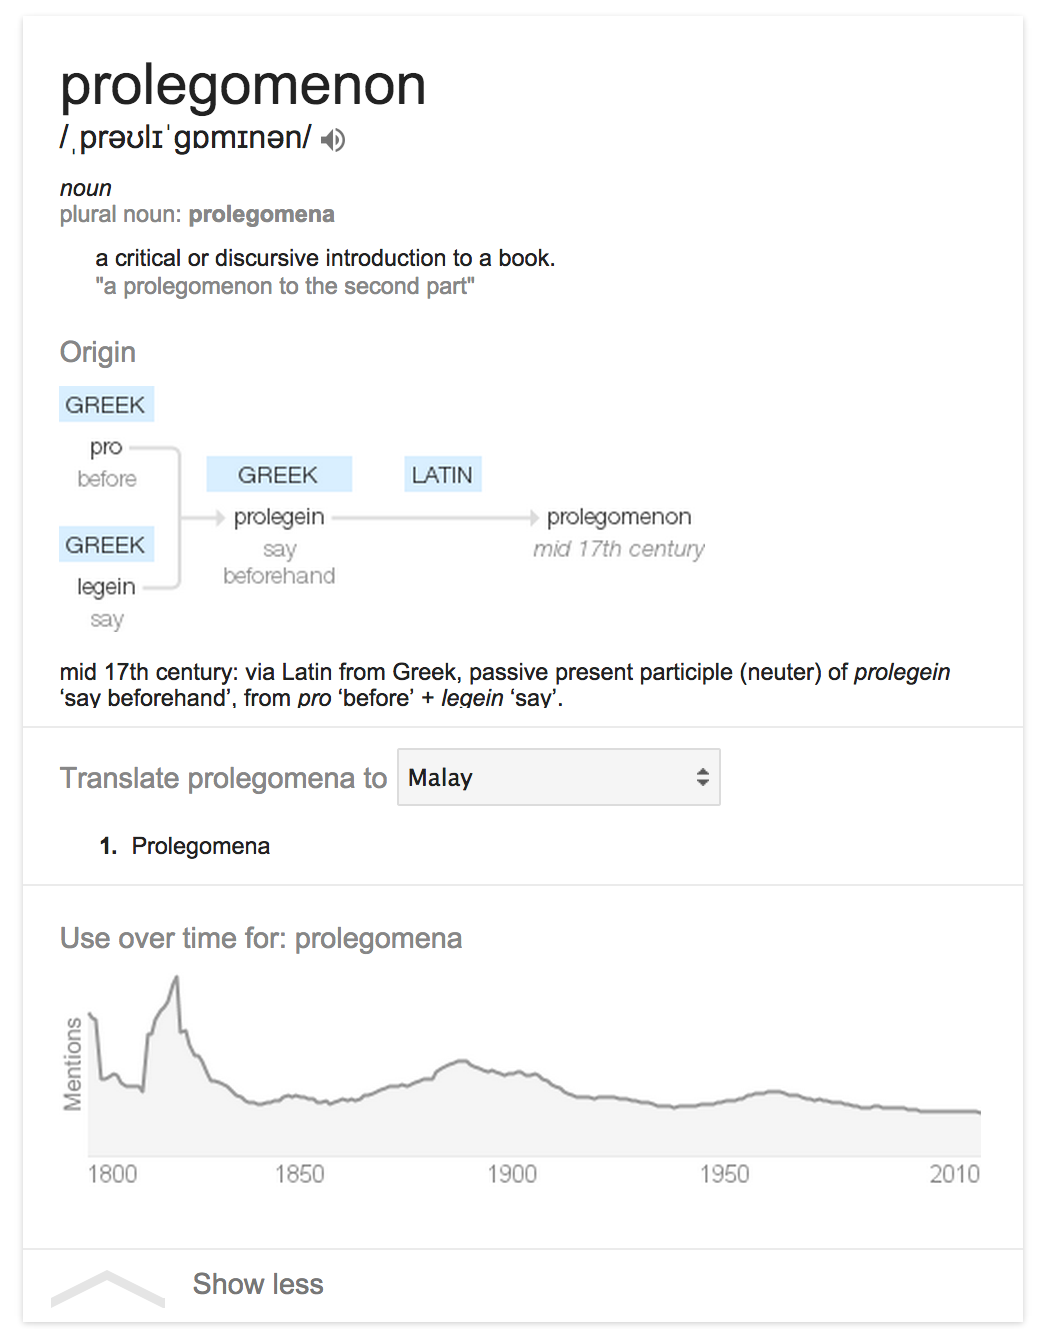 prolegomenon
/ˌprəʊlɪˈɡɒmɪnən/
noun
plural noun: prolegomena
a critical or discursive introduction to a book.
"a prolegomenon to the second part"
Origin
GREEK
pro
before
GREEK
legein
say
GREEK
prolegein
say
beforehand
LATIN
prolegomenon
mid 17th century
mid 17th century: via Latin from Greek, passive present participle (neuter) of prolegein
‘say beforehand’, from pro ‘before’ + legein ‘say’.
Translate prolegomena to
Malay
1. Prolegomena
Use over time for: prolegomena
Mentions
1800 1850 1900 1950 2010
Show less